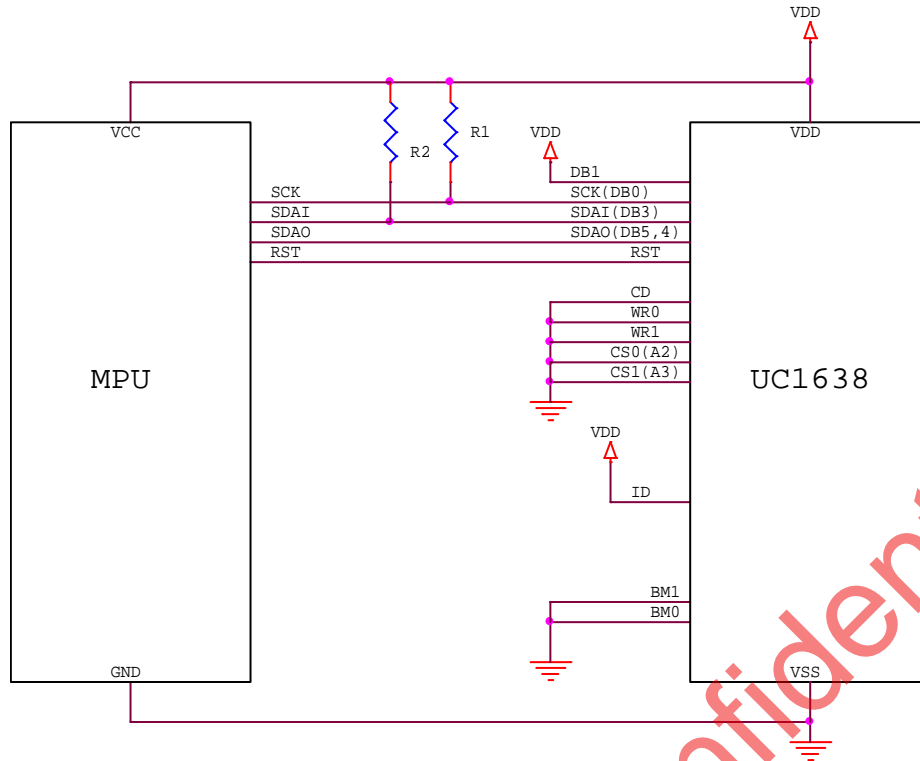 VDD
VCC
VDD
R2
R1
VDD
DB1
SCK
SCK(DB0)
SDAI
SDAI(DB3)
SDAO
SDAO(DB5,4)
RST
RST
CD
WR0
WR1
CS0(A2)
CS1(A3)
MPU
UC1638
VDD
ID
BM1
BM0
GND
VSS